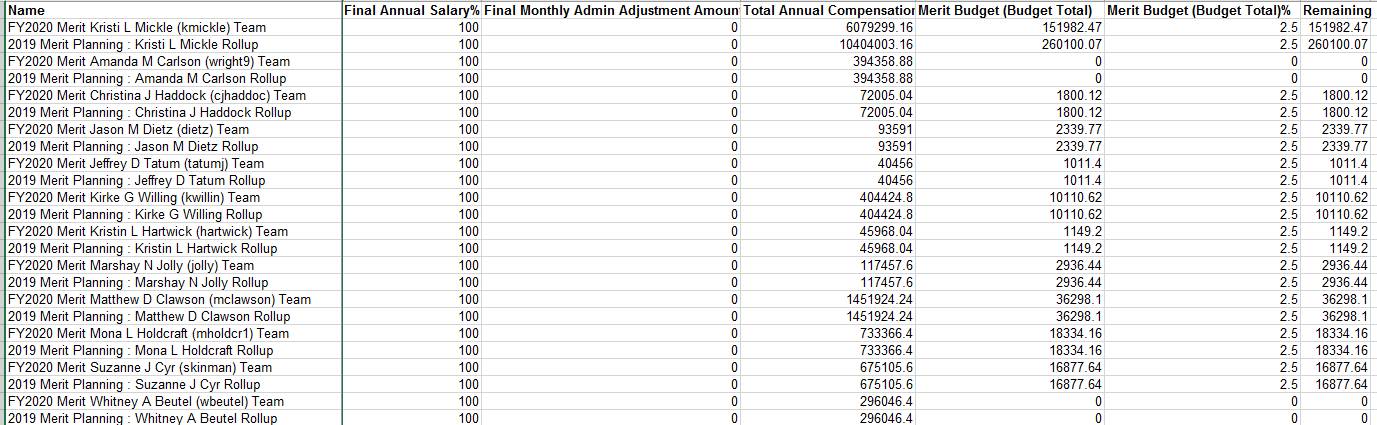 Name Final Annual Salary% Final Monthly Admin Adjustment Amoun Total Annual Compensation Merit Budget (Budget Total) Merit Budget (Budget Total)% Remaining
FY2020 Merit Kristi L Mickle (kmickle) Team 100 0 6079299.16 151982.47 2.5 151982.47
2019 Merit Planning : Kristi L Mickle Rollup 100 0 10404003.16 260100.07 2.5 260100.07
FY2020 Merit Amanda M Carlson (wright9) Team 100 0 394358.88 0 0 0
2019 Merit Planning : Amanda M Carlson Rollup 100 0 394358.88 0 0 0
FY2020 Merit Christina J Haddock (cjhaddoc) Team 100 0 72005.04 1800.12 2.5 1800.12
2019 Merit Planning : Christina J Haddock Rollup 100 0 72005.04 1800.12 2.5 1800.12
FY2020 Merit Jason M Dietz (dietz) Team 100 0 93591 2339.77 2.5 2339.77
2019 Merit Planning : Jason M Dietz Rollup 100 0 93591 2339.77 2.5 2339.77
FY2020 Merit Jeffrey D Tatum (tatumj) Team 100 0 40456 1011.4 2.5 1011.4
2019 Merit Planning : Jeffrey D Tatum Rollup 100 0 40456 1011.4 2.5 1011.4
FY2020 Merit Kirke G Willing (kwillin) Team 100 0 404424.8 10110.62 2.5 10110.62
2019 Merit Planning : Kirke G Willing Rollup 100 0 404424.8 10110.62 2.5 10110.62
FY2020 Merit Kristin L Hartwick (hartwick) Team 100 0 45968.04 1149.2 2.5 1149.2
2019 Merit Planning : Kristin L Hartwick Rollup 100 0 45968.04 1149.2 2.5 1149.2
FY2020 Merit Marshay N Jolly (jolly) Team 100 0 117457.6 2936.44 2.5 2936.44
2019 Merit Planning : Marshay N Jolly Rollup 100 0 117457.6 2936.44 2.5 2936.44
FY2020 Merit Matthew D Clawson (mclawson) Team 100 0 1451924.24 36298.1 2.5 36298.1
2019 Merit Planning : Matthew D Clawson Rollup 100 0 1451924.24 36298.1 2.5 36298.1
FY2020 Merit Mona L Holdcraft (mholdcr1) Team 100 0 733366.4 18334.16 2.5 18334.16
2019 Merit Planning : Mona L Holdcraft Rollup 100 0 733366.4 18334.16 2.5 18334.16
FY2020 Merit Suzanne J Cyr (skinman) Team 100 0 675105.6 16877.64 2.5 16877.64
2019 Merit Planning : Suzanne J Cyr Rollup 100 0 675105.6 16877.64 2.5 16877.64
FY2020 Merit Whitney A Beutel (wbeutel) Team 100 0 296046.4 0 0 0
2019 Merit Planning : Whitney A Beutel Rollup 100 0 296046.4 0 0 0